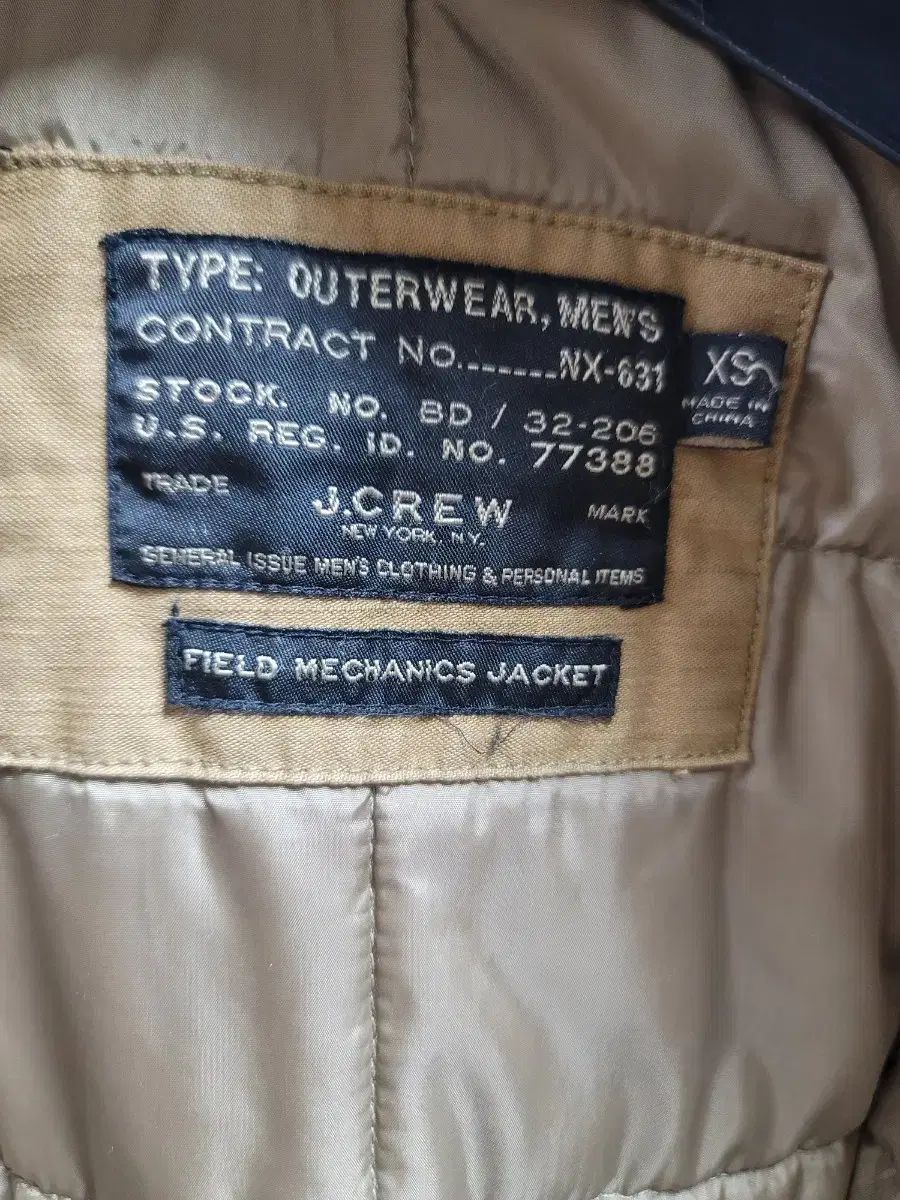 TYPE: OUTERWEAR, MEN'S
CONTRACT NO.......NX-631
STOCK. NO. BD / 32-206
U.S. REG. ID. NO. 77388
TRADE J.CREW MARK
NEW YORK, N.Y.
GENERAL ISSUE MEN'S CLOTHING & PERSONAL ITEMS
XS
MADE IN
CHINA
FIELD MECHANICS JACKET